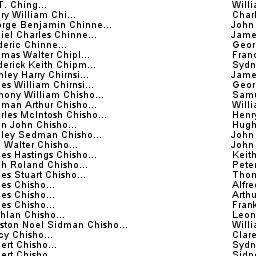 T. Ching... Willi
ry William Chi... Charl
rge Benjamin Chinne... John
iel Charles Chinne... Jame
deric Chinne... Geor
mas Walter Chipl... Franc
derick Keith Chipm... Sydn
nley Harry Chirnsi... Jame
es William Chirnsi... Geor
hony William Chisho... Samu
man Arthur Chisho... Willi
rles McIntosh Chisho... Henry
n John Chisho... Hugh
ley Sedman Chisho... John
Walter Chisho... John
es Hastings Chisho... Keith
h Roland Chisho... Peter
es Stuart Chisho... Thom
es Chisho... Alfre
es Chisho... Arthu
es Chisho... Frank
hlan Chisho... Leon
ston Noel Sidman Chisho... Willia
cy Chisho... Clare
ert Chisho... Sydn
ert Chisho... Sidne